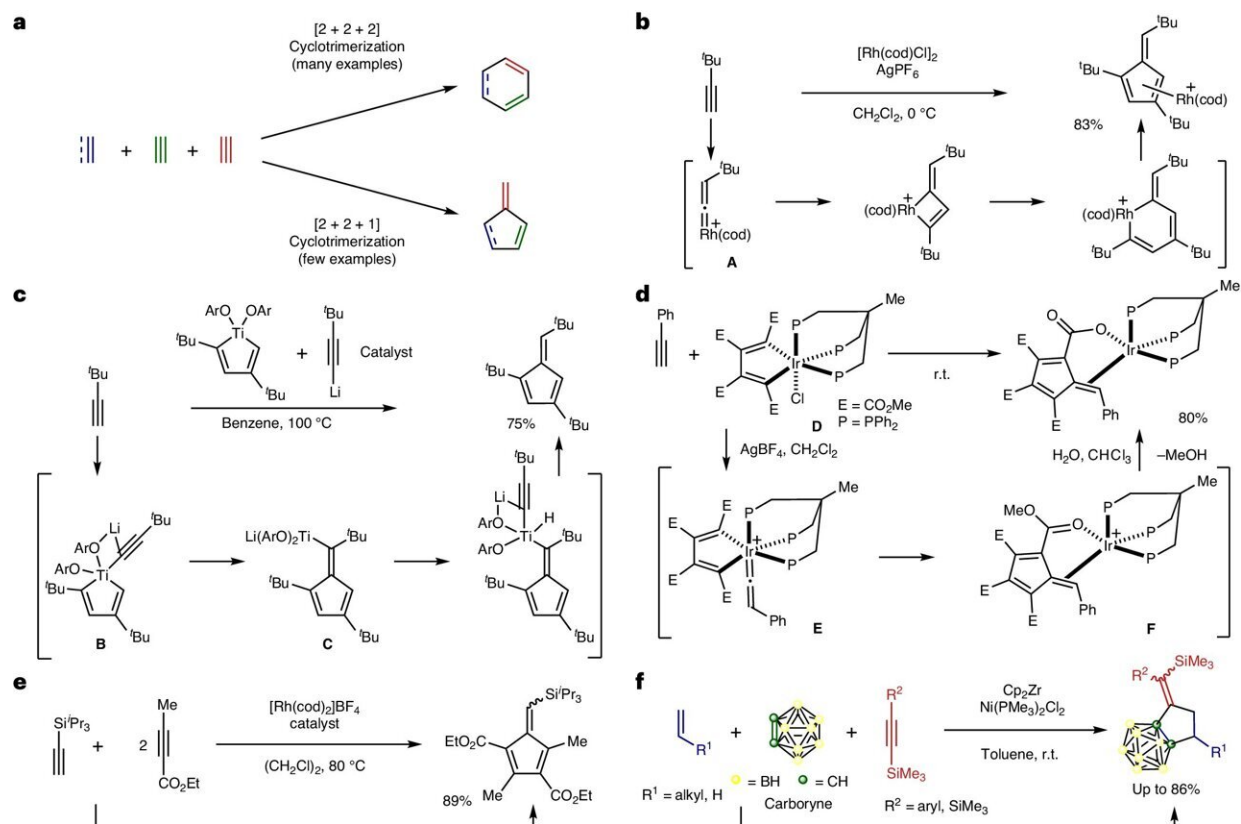 a
[2 + 2 + 2]
Cyclotrimerization
(many examples)
+
+
[2 + 2 + 1]
Cyclotrimerization
(few examples)
b
ᵗBu
[Rh(cod)Cl]₂
AgPF₆
CH₂Cl₂, 0 °C
ᵗBu
ᵗBu
+
Rh(cod)
ᵗBu
83%
ᵗBu
+
Rh(cod)
A
ᵗBu
+
(cod)Rh
ᵗBu
ᵗBu
+
(cod)Rh
ᵗBu
ᵗBu
c
ᵗBu
ArO
OAr
Ti
ᵗBu
ᵗBu
+
ᵗBu
Li
Catalyst
Benzene, 100 °C
ᵗBu
ᵗBu
ᵗBu
75%
Li
ᵗBu
ArO
ArO
Ti
ᵗBu
ᵗBu
B
Li(ArO)₂Ti
ᵗBu
ᵗBu
ᵗBu
C
ᵗBu
Li
ArO
H
Ti
ArO
ᵗBu
ᵗBu
ᵗBu
d
Ph
+
E
E
E
E
P
P
P
Me
Ir
Cl
D
E = CO₂Me
P = PPh₂
r.t.
O
O
P
P
P
Me
Ir
E
E
E
Ph
80%
AgBF₄, CH₂Cl₂
H₂O, CHCl₃
–MeOH
E
E
E
E
P
P
P
Me
Ir
+
Ph
E
MeO
O
P
P
P
Me
Ir
+
E
E
E
Ph
F
e
SiⁱPr₃
+
2
Me
CO₂Et
[Rh(cod)₂]BF₄
catalyst
(CH₂Cl)₂, 80 °C
SiⁱPr₃
EtO₂C
Me
Me
CO₂Et
89%
f
R¹
+
+
R²
SiMe₃
Cp₂Zr
Ni(PMe₃)₂Cl₂
Toluene, r.t.
= BH
= CH
R¹ = alkyl, H
Carboryne
R² = aryl, SiMe₃
R²
SiMe₃
R¹
Up to 86%